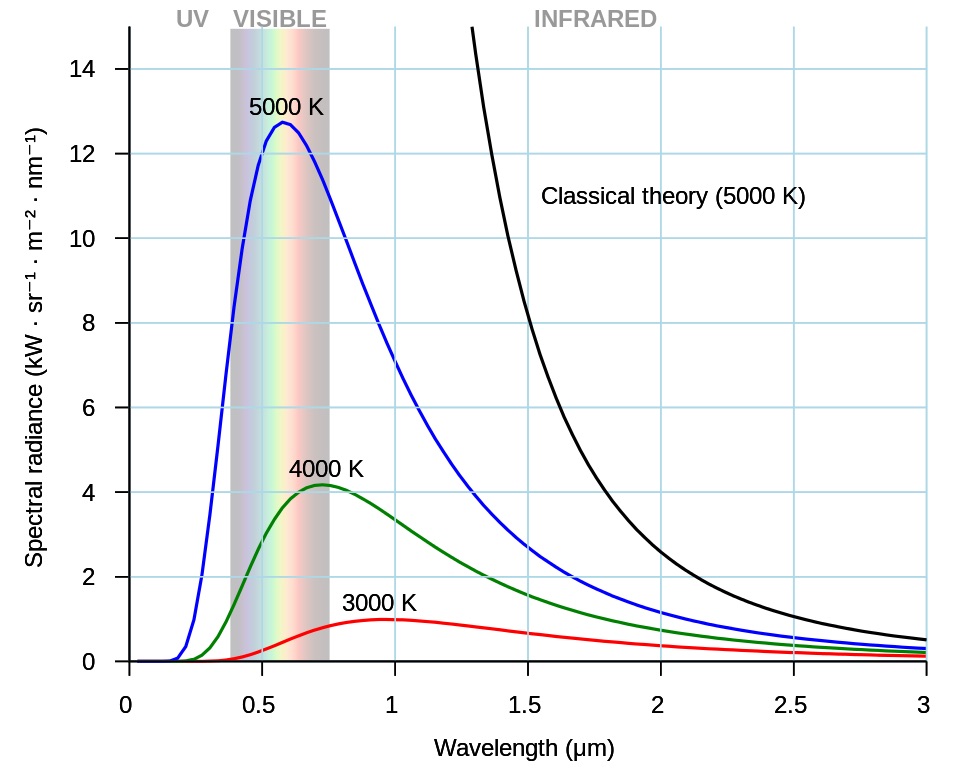 UV VISIBLE INFRARED
14
12
10
8
6
4
2
0
Spectral radiance (kW · sr⁻¹ · m⁻² · nm⁻¹)
5000 K
Classical theory (5000 K)
4000 K
3000 K
0 0.5 1 1.5 2 2.5 3
Wavelength (μm)